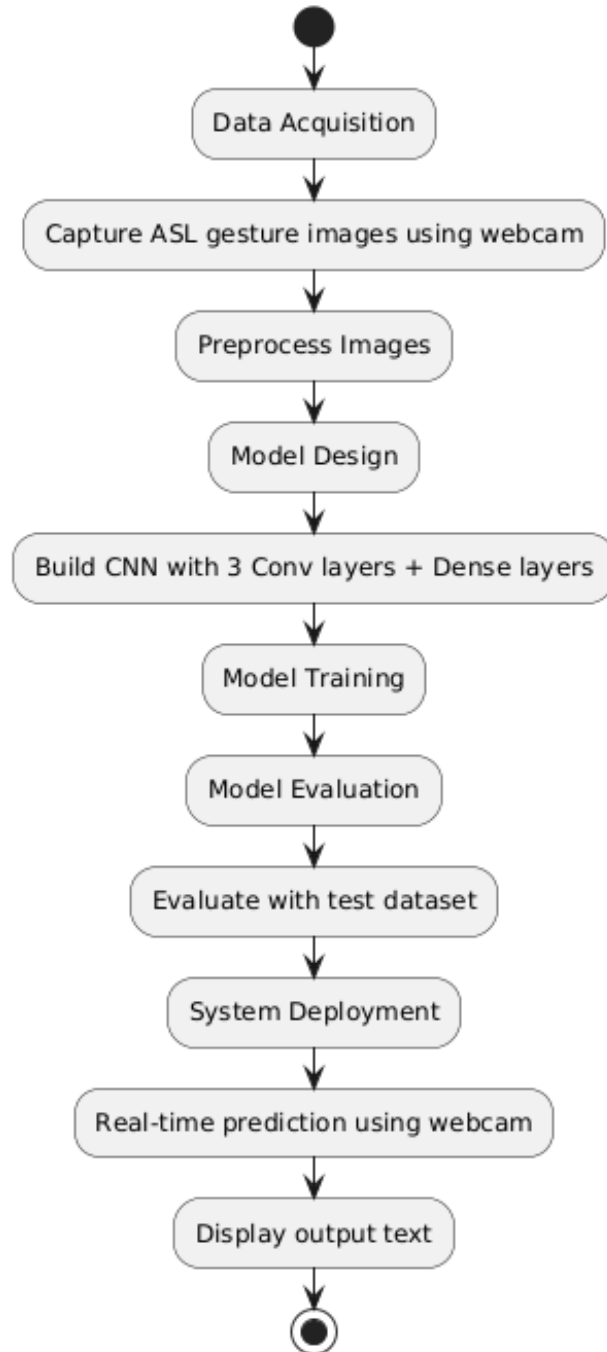 Data Acquisition
Capture ASL gesture images using webcam
Preprocess Images
Model Design
Build CNN with 3 Conv layers + Dense layers
Model Training
Model Evaluation
Evaluate with test dataset
System Deployment
Real-time prediction using webcam
Display output text